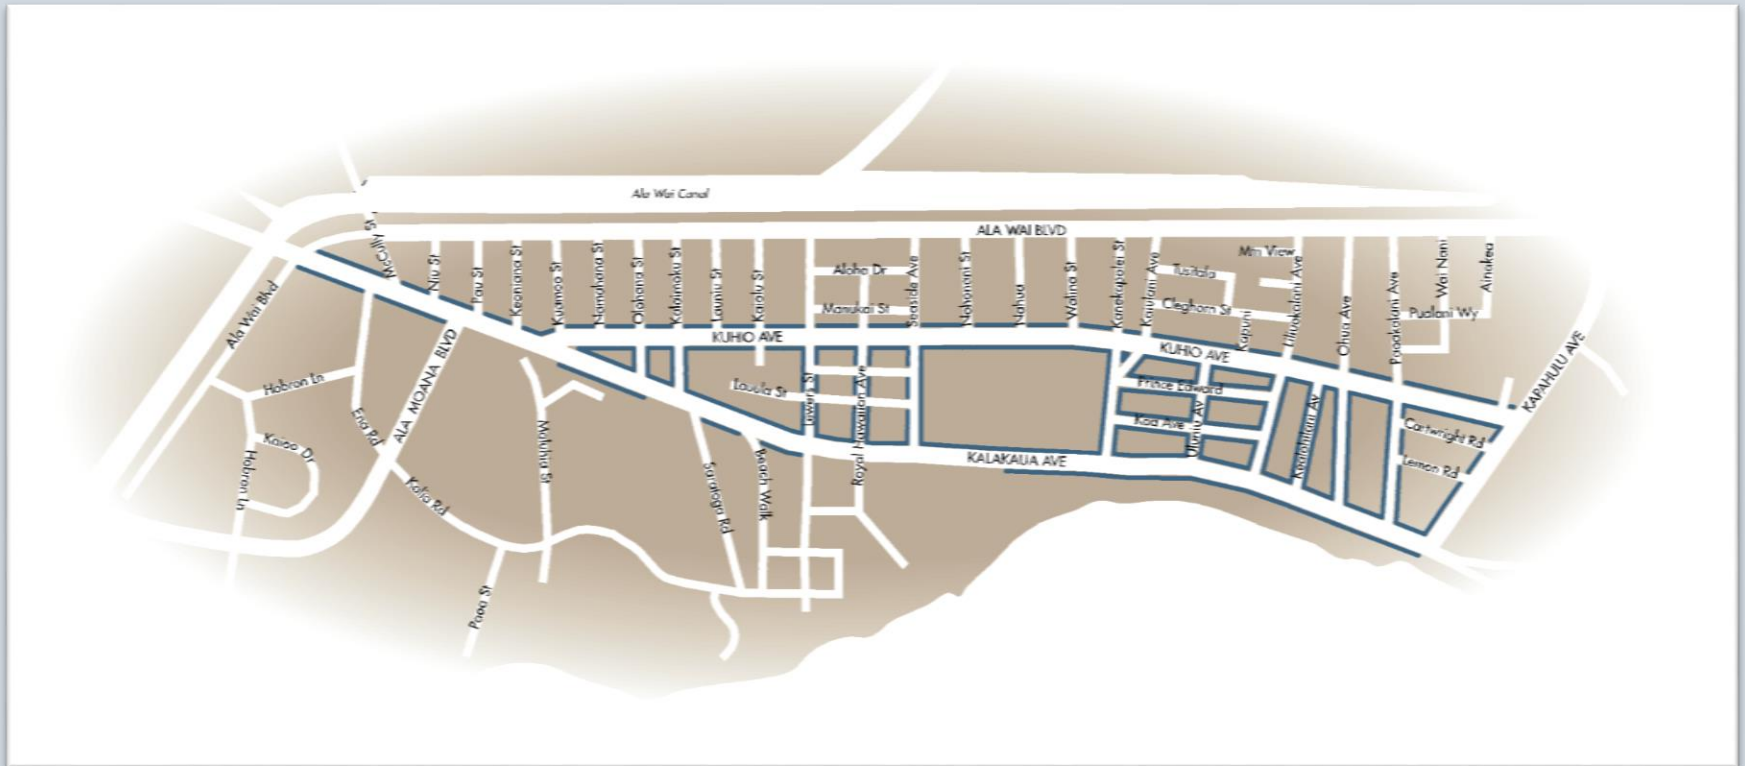 Ala Wai Canal
ALA WAI BLVD
McCully St
Niu St
Pau St
Keoniana St
Kuamoo St
Namahana St
Olohana St
Kalaimoku St
Launiu St
Kaiolu St
Aloha Dr
Manukai St
Seaside Ave
Nohonani St
Nahua
Walina St
Kanekapolei St
Kaiulani Ave
Tusitala
Mtn View
Cleghorn St
Kapuni
Liliuokalani Ave
Ohua Ave
Paoakalani Ave
Wai Nani
Ainakea
Pualani Wy
KUHIO AVE
KUHIO AVE
KAPAHULU AVE
Ala Wai Blvd
ALA MOANA BLVD
Hobron Ln
Ena Rd
Kaioo Dr
Hobron Ln
Kalia Rd
Paoa St
Maluhia St
Saratoga Rd
Beach Walk
Lauula St
Lewers St
Royal Hawaiian Ave
KALAKAUA AVE
Prince Edward
Koa Ave
Uluniu Av
Kealohilani Av
Cartwright Rd
Lemon Rd